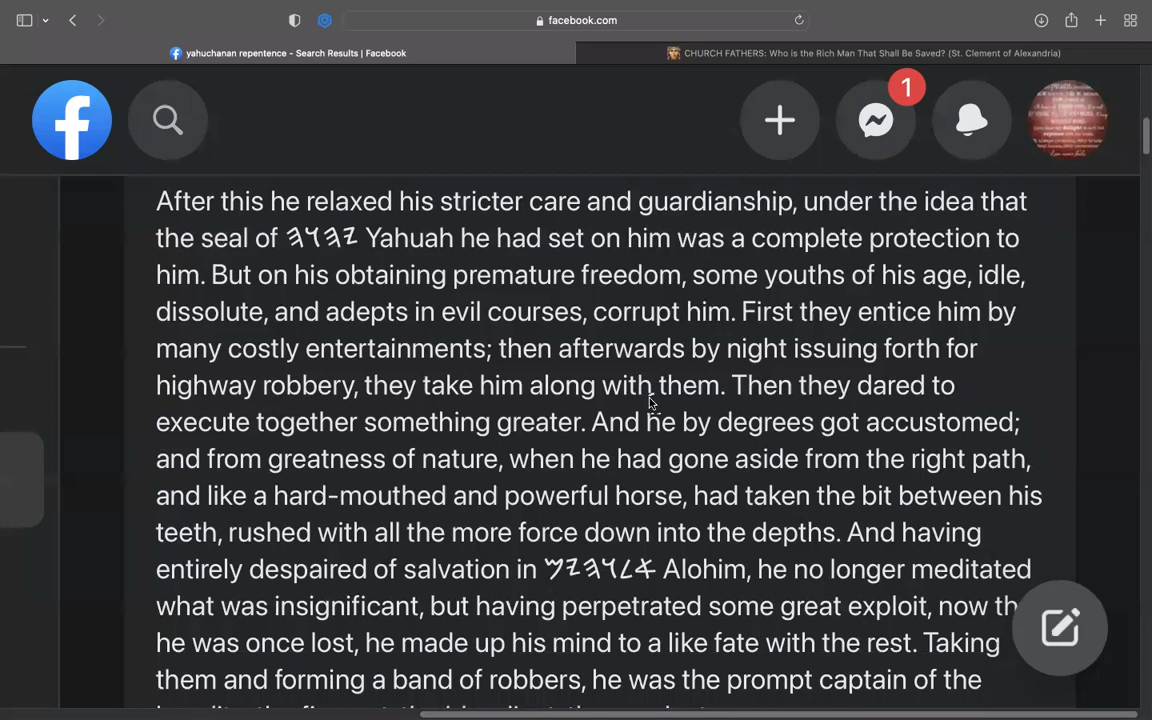 facebook.com
yahuchanan repentence - Search Results | Facebook
CHURCH FATHERS: Who is the Rich Man That Shall Be Saved? (St. Clement of Alexandria)
1
After this he relaxed his stricter care and guardianship, under the idea that
the seal of 𐤄𐤅𐤄𐤉 Yahuah he had set on him was a complete protection to
him. But on his obtaining premature freedom, some youths of his age, idle,
dissolute, and adepts in evil courses, corrupt him. First they entice him by
many costly entertainments; then afterwards by night issuing forth for
highway robbery, they take him along with them. Then they dared to
execute together something greater. And he by degrees got accustomed;
and from greatness of nature, when he had gone aside from the right path,
and like a hard-mouthed and powerful horse, had taken the bit between his
teeth, rushed with all the more force down into the depths. And having
entirely despaired of salvation in Alohim, he no longer meditated
what was insignificant, but having perpetrated some great exploit, now
he was once lost, he made up his mind to a like fate with the rest. Taking
them and forming a band of robbers, he was the prompt captain of the